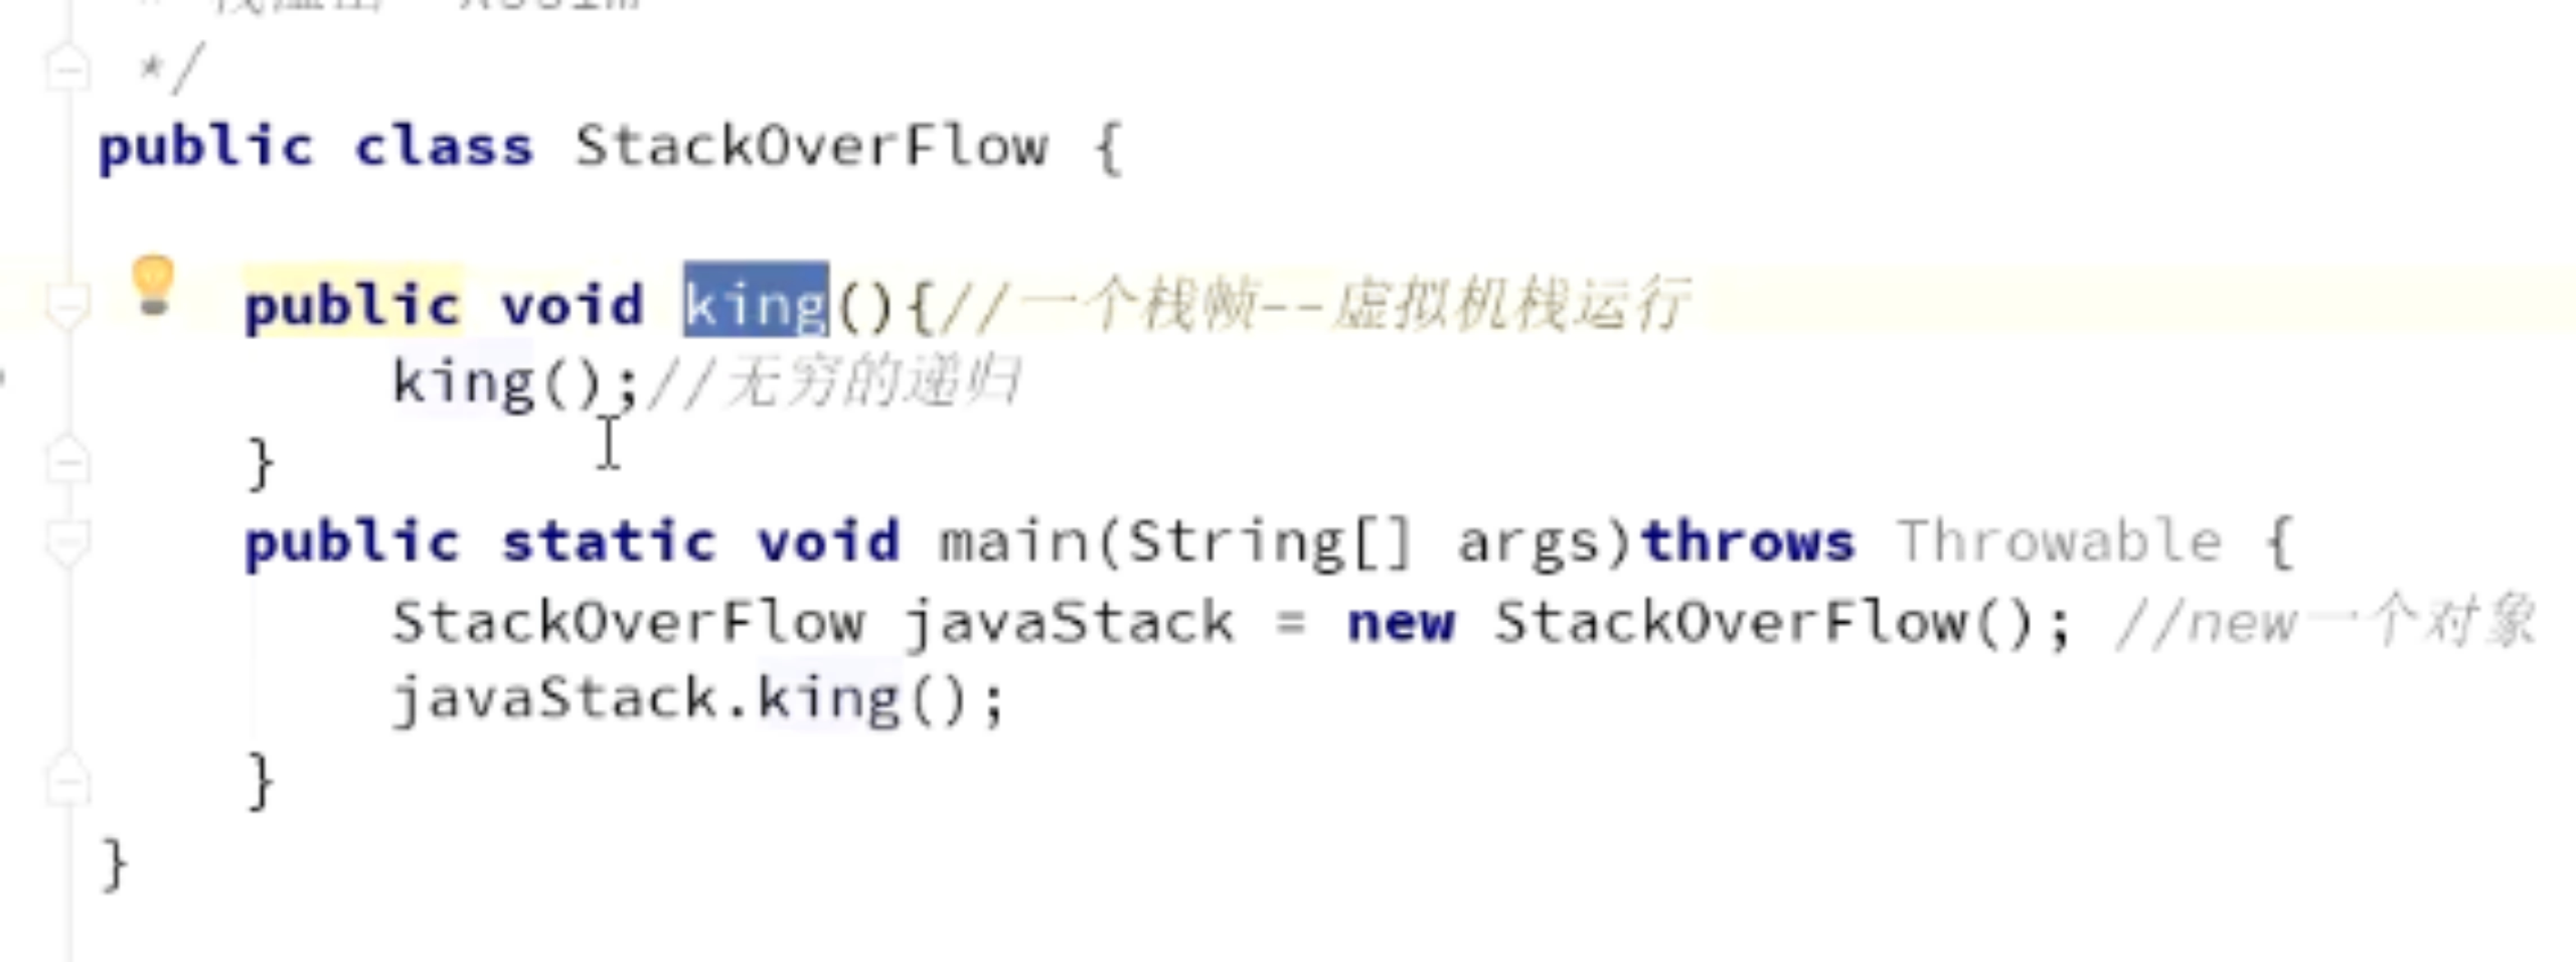 */
public class StackOverFlow {
public void king(){//一个栈帧--虚拟机栈运行
king();//无穷的递归
}
public static void main(String[] args)throws Throwable {
StackOverFlow javaStack = new StackOverFlow(); //new一个对象
javaStack.king();
}
}